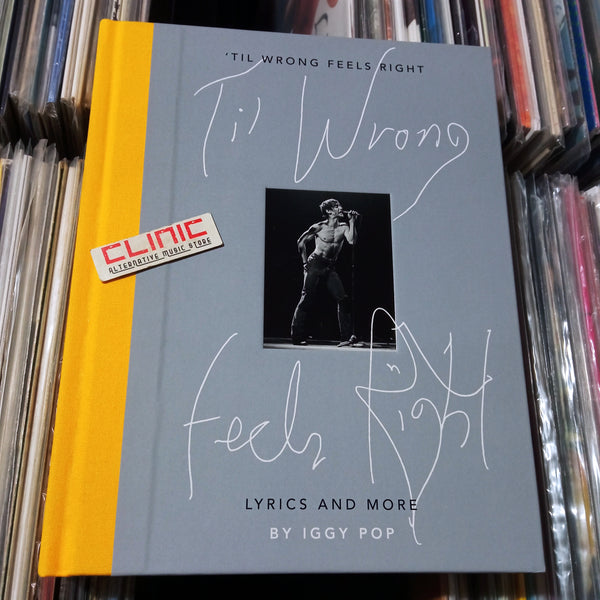 'TIL WRONG FEELS RIGHT
Til Wrong
CLINIC
ALTERNATIVE MUSIC STORE
Feels Right
LYRICS AND MORE
BY IGGY POP